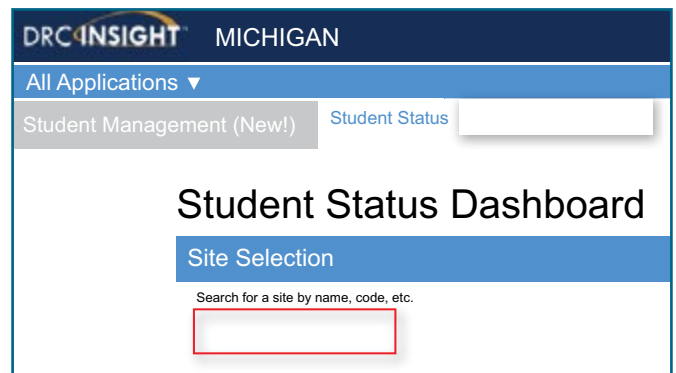 DRC INSIGHT™ MICHIGAN
All Applications ▼
Student Management (New!) Student Status
Student Status Dashboard
Site Selection
Search for a site by name, code, etc.